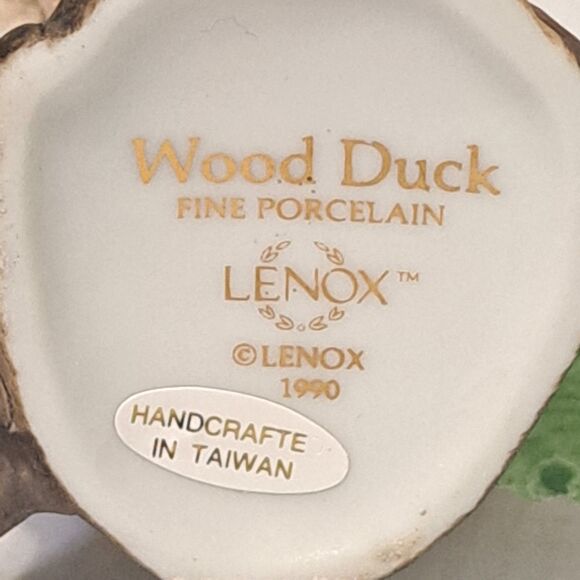 Wood Duck
FINE PORCELAIN
LENOX™
©LENOX
1990
HANDCRAFTE
IN TAIWAN